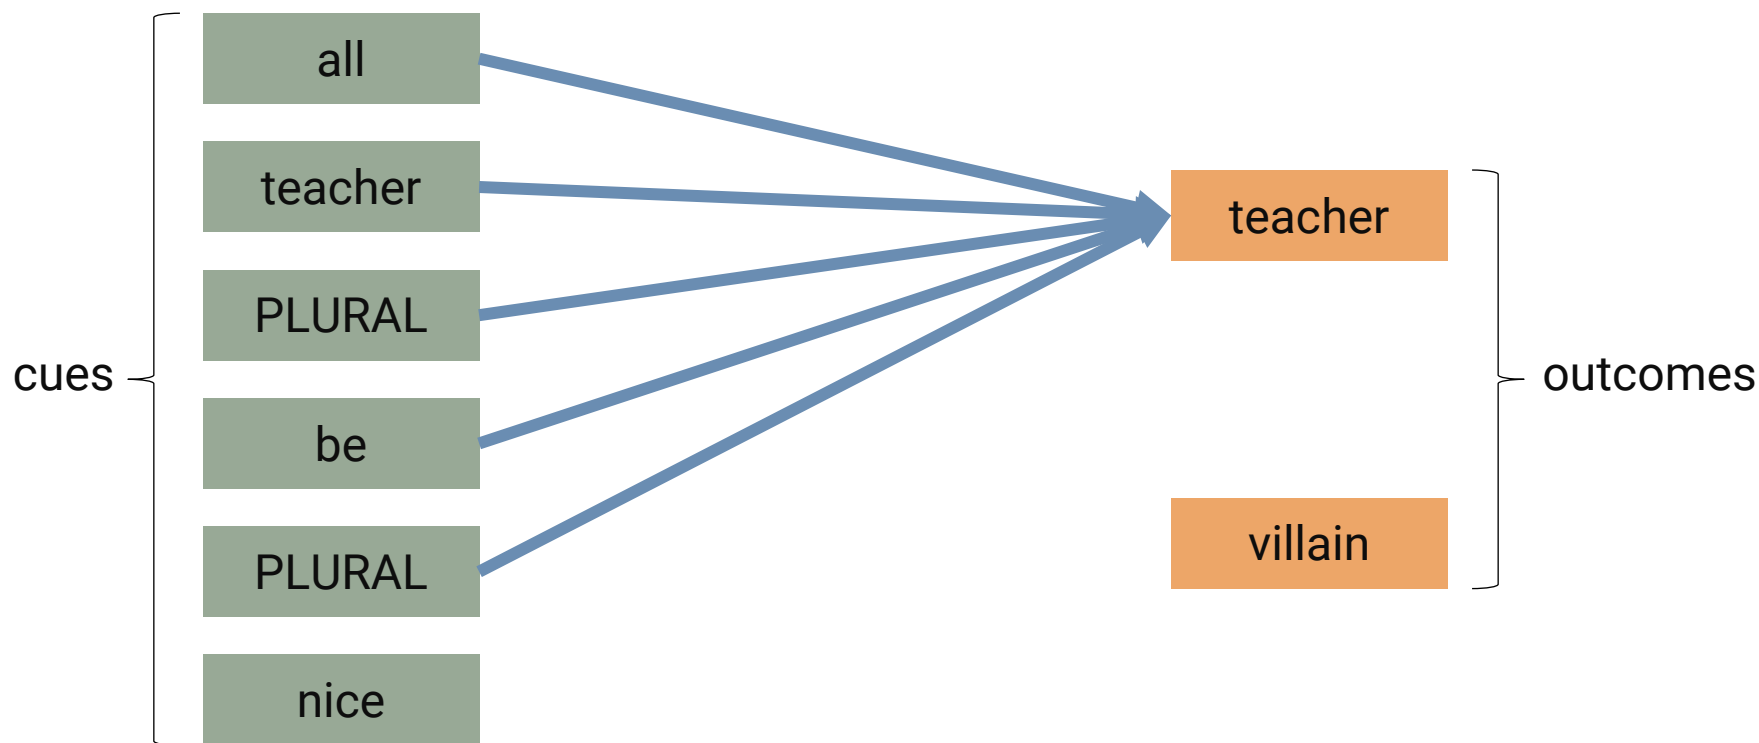 cues
all
teacher
PLURAL
be
PLURAL
nice
teacher
villain
outcomes